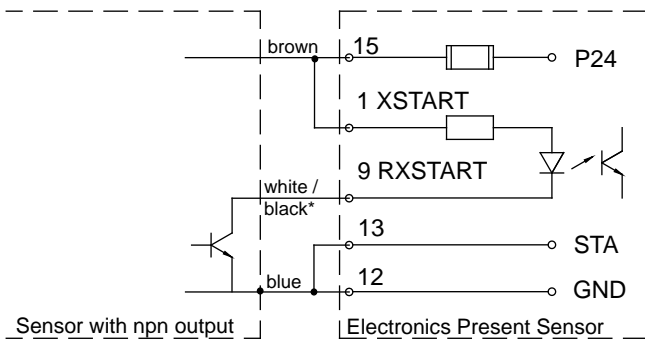 brown
15
P24
1 XSTART
9 RXSTART
white /
black*
13
STA
blue
12
GND
Sensor with npn output
Electronics Present Sensor